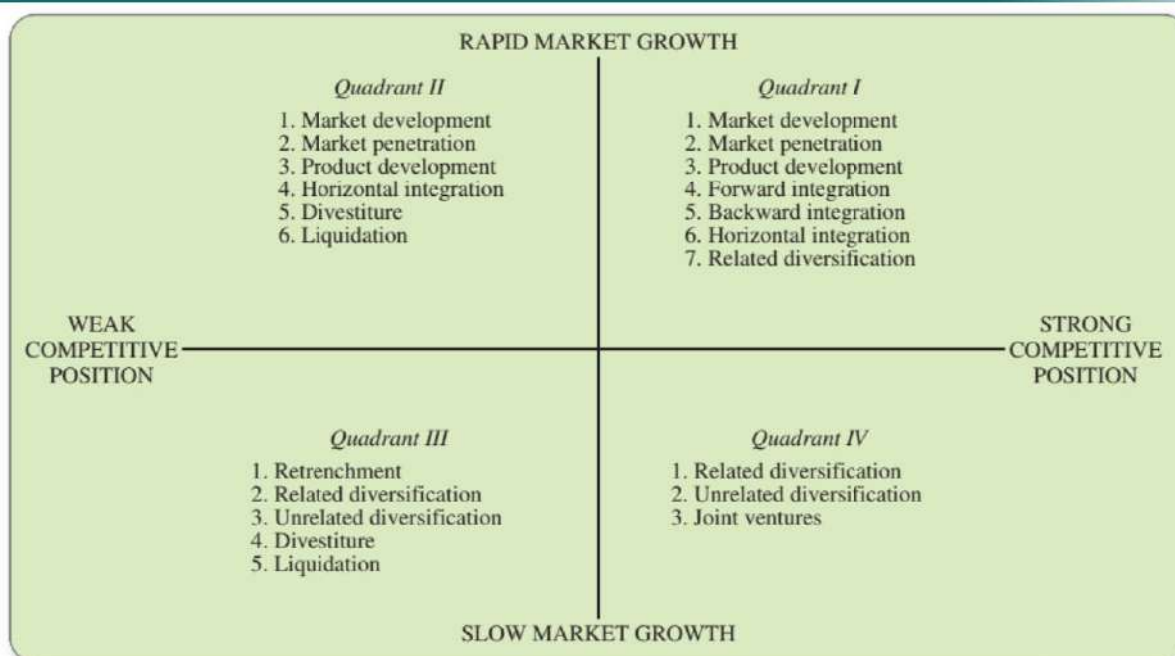 RAPID MARKET GROWTH
Quadrant II
1. Market development
2. Market penetration
3. Product development
4. Horizontal integration
5. Divestiture
6. Liquidation
Quadrant I
1. Market development
2. Market penetration
3. Product development
4. Forward integration
5. Backward integration
6. Horizontal integration
7. Related diversification
WEAK
COMPETITIVE
POSITION
STRONG
COMPETITIVE
POSITION
Quadrant III
1. Retrenchment
2. Related diversification
3. Unrelated diversification
4. Divestiture
5. Liquidation
Quadrant IV
1. Related diversification
2. Unrelated diversification
3. Joint ventures
SLOW MARKET GROWTH